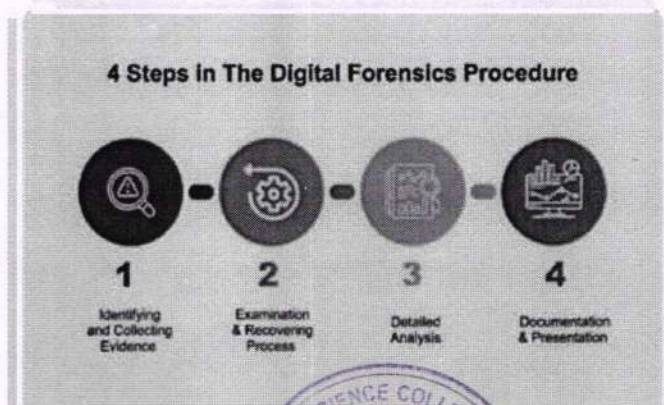 4 Steps in The Digital Forensics Procedure
1
Identifying
and Collecting
Evidence
2
Examination
& Recovering
Process
3
Detailed
Analysis
4
Documentation
& Presentation